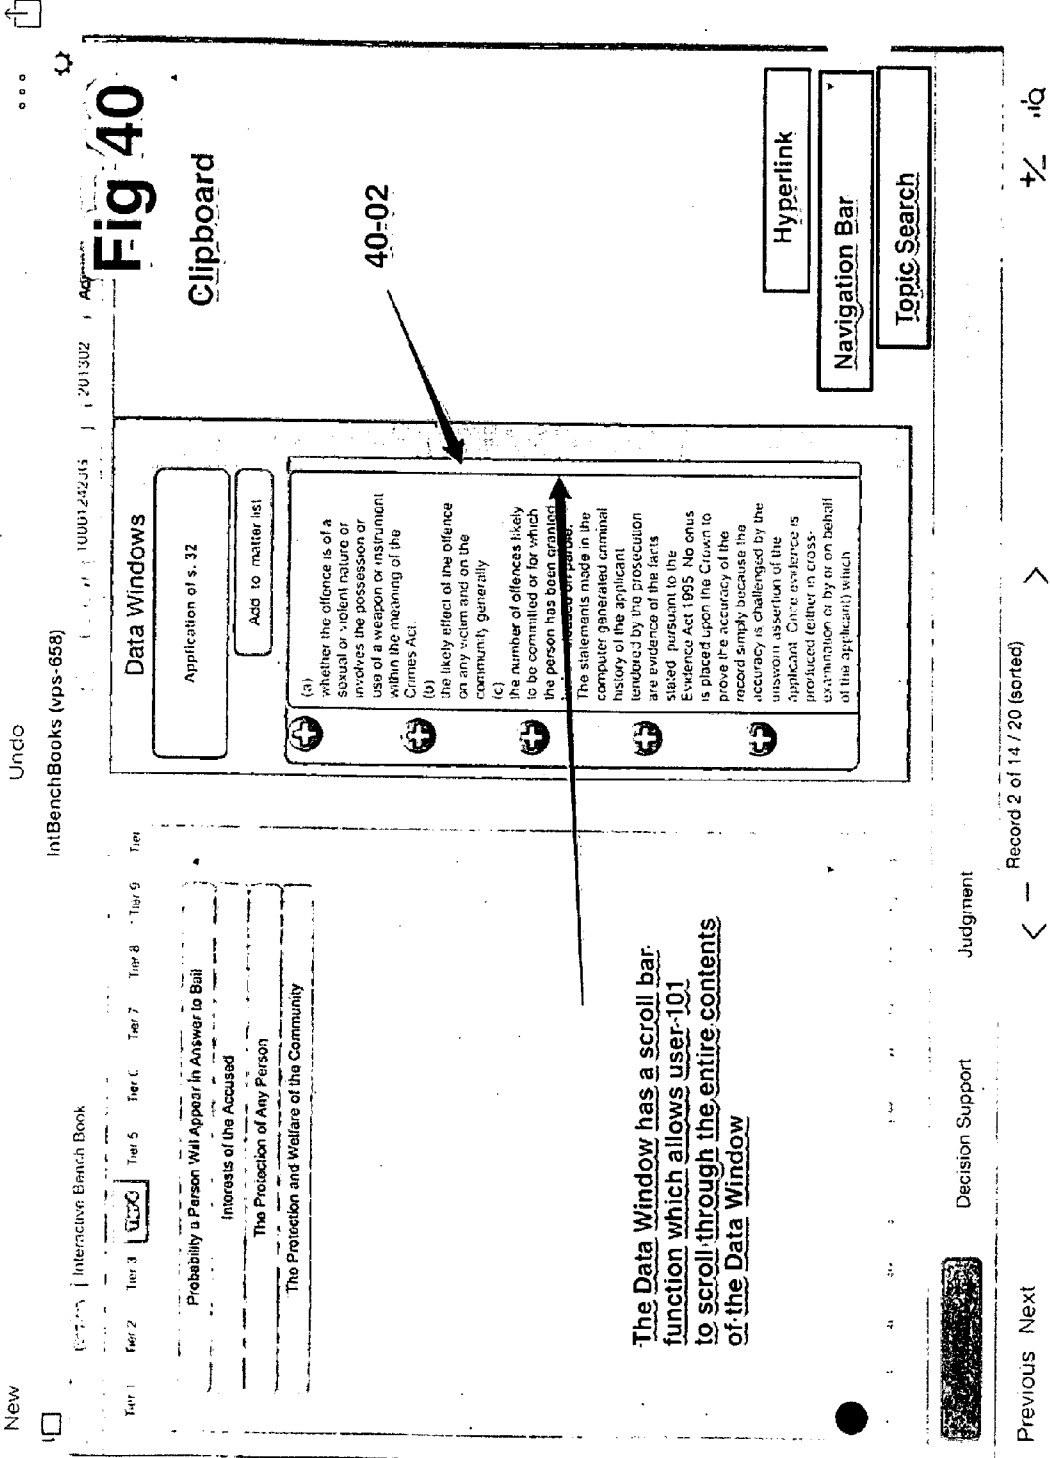 New
Undo
IntBenchBooks (vps-658)
Interactive Bench Book
201302
Fig 40
Tier 1
Tier 2
Tier 3
Tier 5
Tier 7
Tier 8
Tier 9
Tier
Probability a Person Will Appear in Answer to Bail
Interests of the Accused
The Protection of Any Person
The Protection and Welfare of the Community
The Data Window has a scroll bar
function which allows user 101
to scroll through the entire contents
of the Data Window
Data Windows
Application of s. 32
Add to matter list
(a)
whether the offence is of a
sexual or violent nature or
involves the possession or
use of a weapon or instrument
within the meaning of the
Crimes Act.
(b)
the likely effect of the offence
on any victim and on the
community generally
(c)
the number of offences likely
to be committed or for which
the person has been granted
on parole.
The statements made in the
computer generated criminal
history of the applicant
tendered by the prosecution
are evidence of the facts
stated pursuant to the
Evidence Act 1995 No onus
is placed upon the Crown to
prove the accuracy of the
record simply because the
accuracy is challenged by the
unsworn assertion of the
applicant Once evidence is
produced (either in cross-
examination or by or on behalf
of the applicant) which
Clipboard
40-02
Hyperlink
Navigation Bar
Topic Search
Decision Support
Judgment
Previous Next
Record 2 of 14 / 20 (sorted)